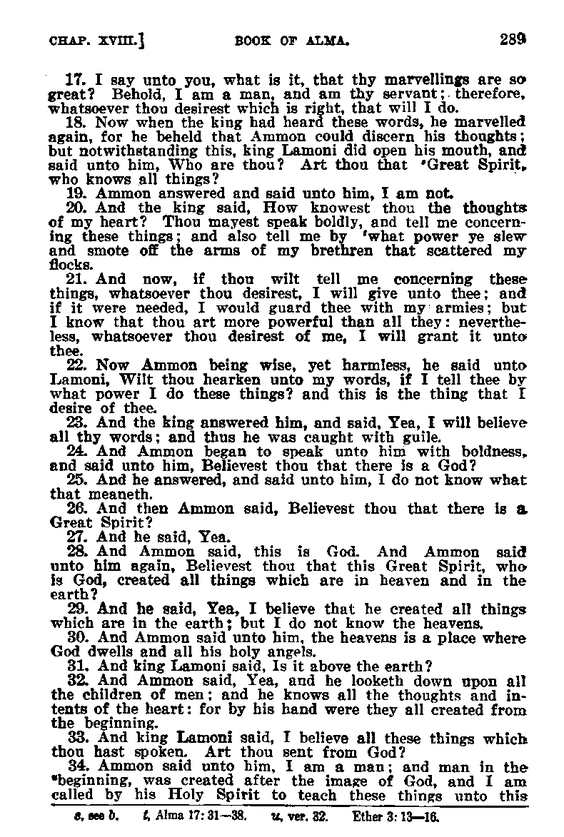 CHAP. XVIII.] BOOK OF ALMA. 289
17. I say unto you, what is it, that thy marvellings are so
great? Behold, I am a man, and am thy servant; therefore,
whatsoever thou desirest which is right, that will I do.
18. Now when the king had heard these words, he marvelled
again, for he beheld that Ammon could discern his thoughts;
but notwithstanding this, king Lamoni did open his mouth, and
said unto him, Who are thou? Art thou that ˢGreat Spirit,
who knows all things?
19. Ammon answered and said unto him, I am not.
20. And the king said, How knowest thou the thoughts
of my heart? Thou mayest speak boldly, and tell me concern-
ing these things; and also tell me by ᵗwhat power ye slew
and smote off the arms of my brethren that scattered my
flocks.
21. And now, if thou wilt tell me concerning these
things, whatsoever thou desirest, I will give unto thee; and
if it were needed, I would guard thee with my armies; but
I know that thou art more powerful than all they: neverthe-
less, whatsoever thou desirest of me, I will grant it unto
thee.
22. Now Ammon being wise, yet harmless, he said unto
Lamoni, Wilt thou hearken unto my words, if I tell thee by
what power I do these things? and this is the thing that I
desire of thee.
23. And the king answered him, and said, Yea, I will believe
all thy words; and thus he was caught with guile.
24. And Ammon began to speak unto him with boldness,
and said unto him, Believest thou that there is a God?
25. And he answered, and said unto him, I do not know what
that meaneth.
26. And then Ammon said, Believest thou that there is a
Great Spirit?
27. And he said, Yea.
28. And Ammon said, this is God. And Ammon said
unto him again, Believest thou that this Great Spirit, who
is God, created all things which are in heaven and in the
earth?
29. And he said, Yea, I believe that he created all things
which are in the earth; but I do not know the heavens.
30. And Ammon said unto him, the heavens is a place where
God dwells and all his holy angels.
31. And king Lamoni said, Is it above the earth?
32. And Ammon said, Yea, and he looketh down upon all
the children of men; and he knows all the thoughts and in-
tents of the heart: for by his hand were they all created from
the beginning.
33. And king Lamoni said, I believe all these things which
thou hast spoken. Art thou sent from God?
34. Ammon said unto him, I am a man; and man in the
ᵘbeginning, was created after the image of God, and I am
called by his Holy Spirit to teach these things unto this
s, see b. t, Alma 17: 31—38. u, ver. 32. Ether 3: 13—16.